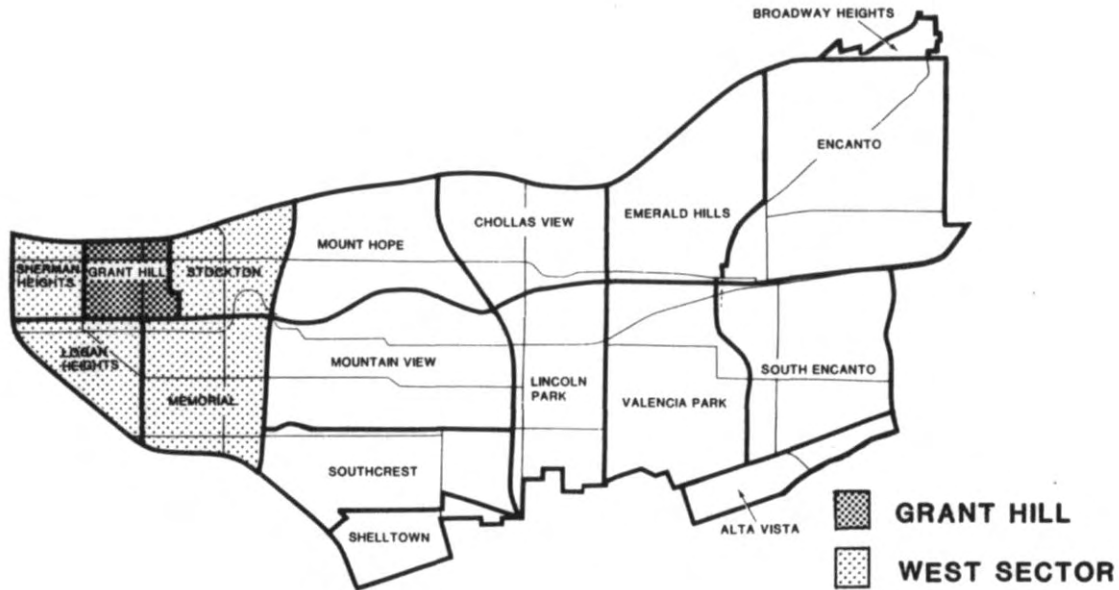 BROADWAY HEIGHTS
ENCANTO
CHOLLAS VIEW
EMERALD HILLS
MOUNT HOPE
SHERMAN
HEIGHTS
GRANT HILL
STOCKTON
LOGAN
HEIGHTS
MOUNTAIN VIEW
SOUTH ENCANTO
LINCOLN
PARK
MEMORIAL
VALENCIA PARK
SOUTHCREST
SHELLTOWN
ALTA VISTA
GRANT HILL
WEST SECTOR